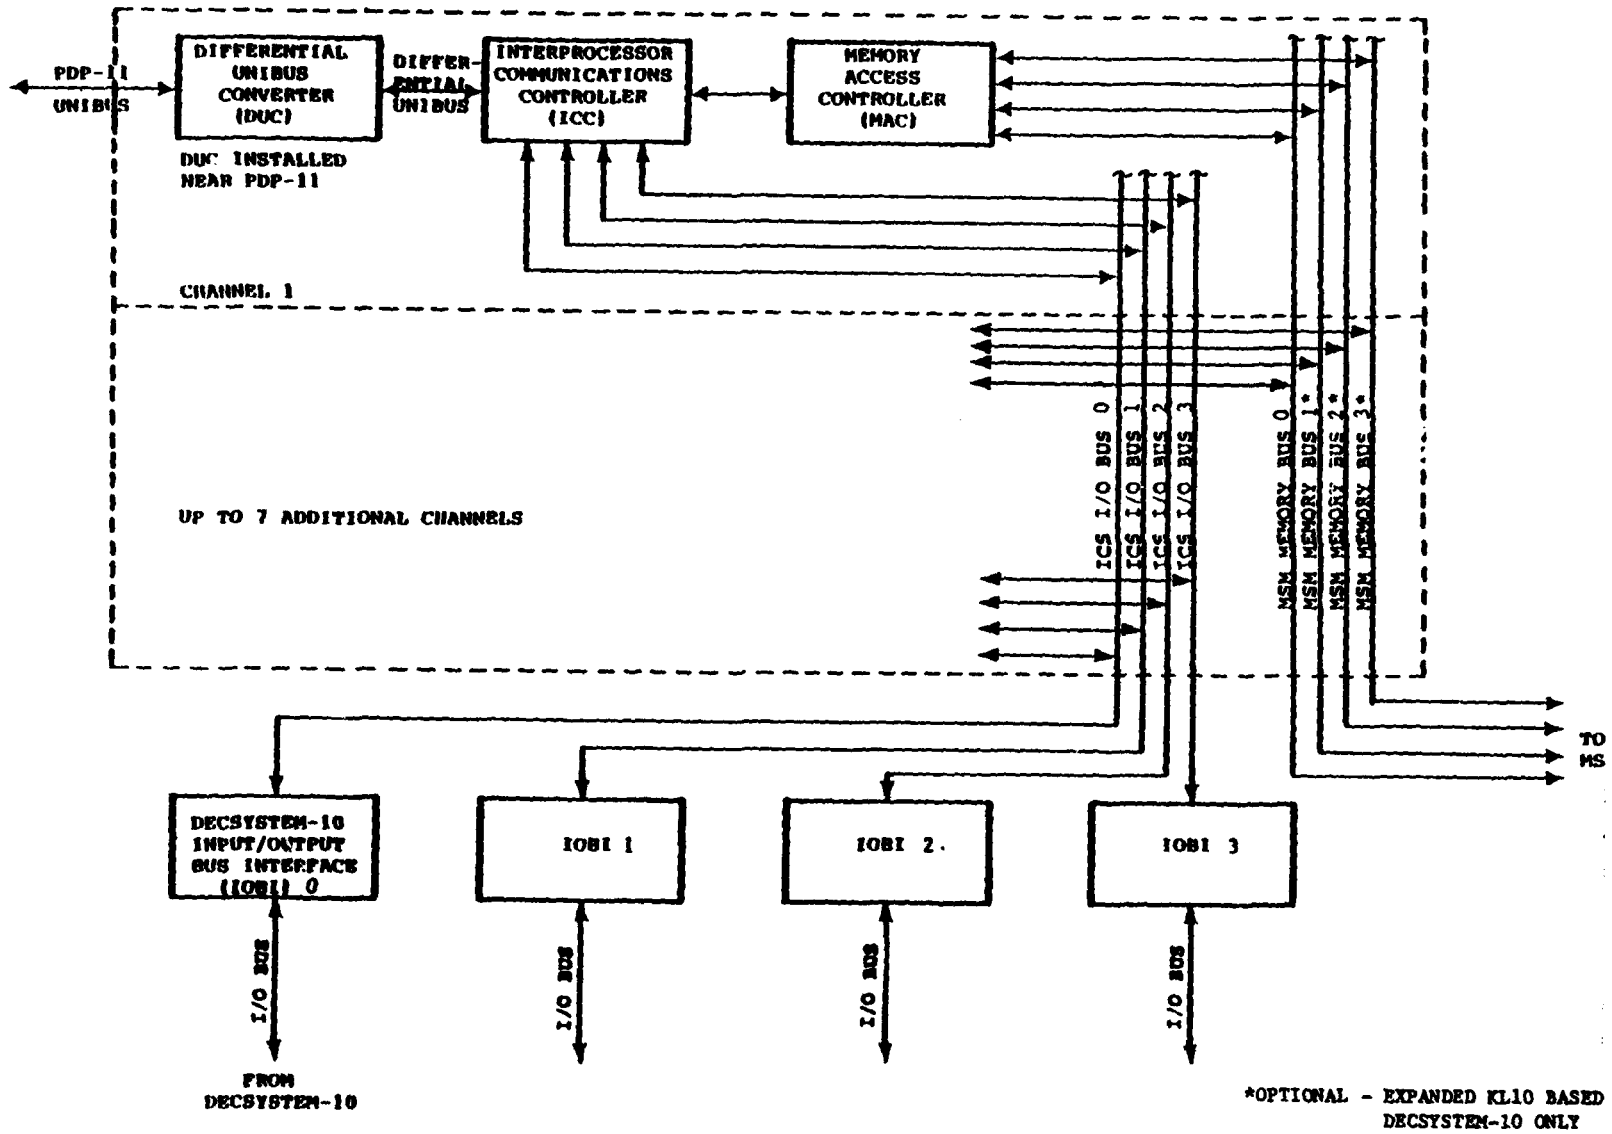 PDP-11
UNIBUS
DIFFERENTIAL
UNIBUS
CONVERTER
(DUC)
DIFFER-
ENTIAL
UNIBUS
INTERPROCESSOR
COMMUNICATIONS
CONTROLLER
(ICC)
MEMORY
ACCESS
CONTROLLER
(MAC)
DUC INSTALLED
NEAR PDP-11
CHANNEL 1
UP TO 7 ADDITIONAL CHANNELS
ICS I/O BUS 0
ICS I/O BUS 1
ICS I/O BUS 2
ICS I/O BUS 3
MSM MEMORY BUS 0
MSM MEMORY BUS 1*
MSM MEMORY BUS 2*
MSM MEMORY BUS 3*
TO
MS
DECSYSTEM-10
INPUT/OUTPUT
BUS INTERFACE
(IOBI) 0
IOBI 1
IOBI 2.
IOBI 3
I/O BUS
I/O BUS
I/O BUS
I/O BUS
FROM
DECSYSTEM-10
*OPTIONAL - EXPANDED KL10 BASED
DECSYSTEM-10 ONLY